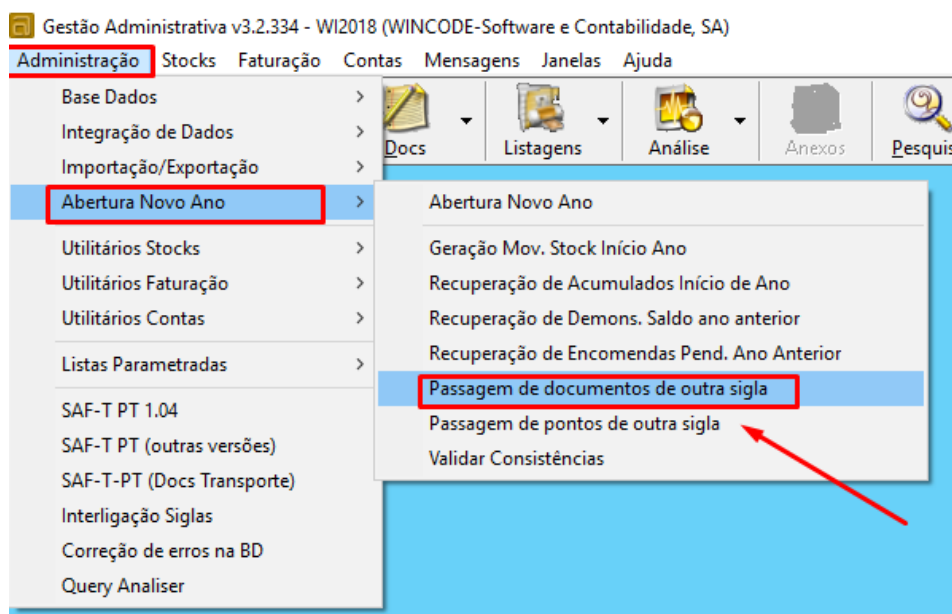 Gestão Administrativa v3.2.334 - WI2018 (WINCODE-Software e Contabilidade, SA)
Administração Stocks Faturação Contas Mensagens Janelas Ajuda
Docs Listagens Análise Anexos Pesquis
Base Dados
Integração de Dados
Importação/Exportação
Abertura Novo Ano
Utilitários Stocks
Utilitários Faturação
Utilitários Contas
Listas Parametradas
SAF-T PT 1.04
SAF-T PT (outras versões)
SAF-T-PT (Docs Transporte)
Interligação Siglas
Correção de erros na BD
Query Analiser
Abertura Novo Ano
Geração Mov. Stock Início Ano
Recuperação de Acumulados Início de Ano
Recuperação de Demons. Saldo ano anterior
Recuperação de Encomendas Pend. Ano Anterior
Passagem de documentos de outra sigla
Passagem de pontos de outra sigla
Validar Consistências